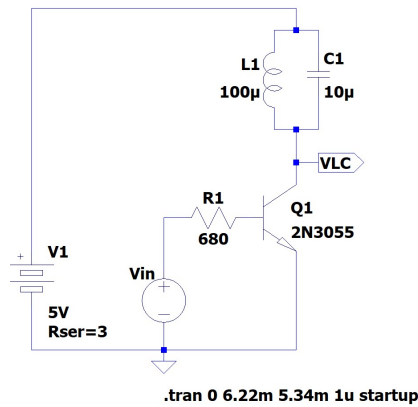 L1
C1
100µ
10µ
VLC
R1
Q1
680
2N3055
+
V1
Vin
+
5V
Rser=3
.tran 0 6.22m 5.34m 1u startup